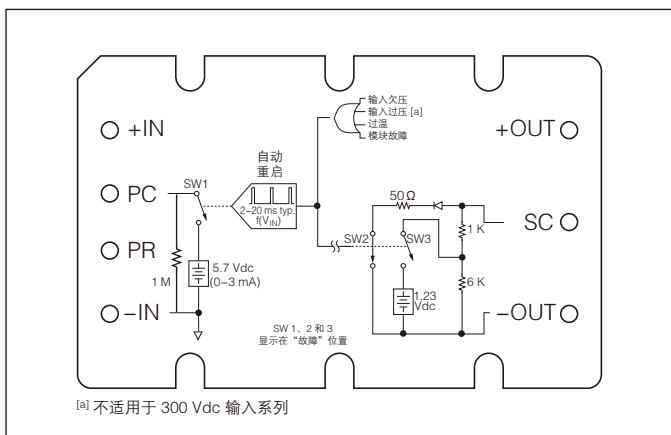 输入欠压
输入过压 [a]
过温
模块故障
+IN
+OUT
自动
重启
PC
SW1
2–20 ms typ.
f(VIN)
50 Ω
SC
1 K
PR
SW2
SW3
1 M
5.7 Vdc
(0–3 mA)
6 K
1.23
Vdc
–IN
–OUT
SW 1、2 和 3
显示在“故障”位置
[a] 不适用于 300 Vdc 输入系列